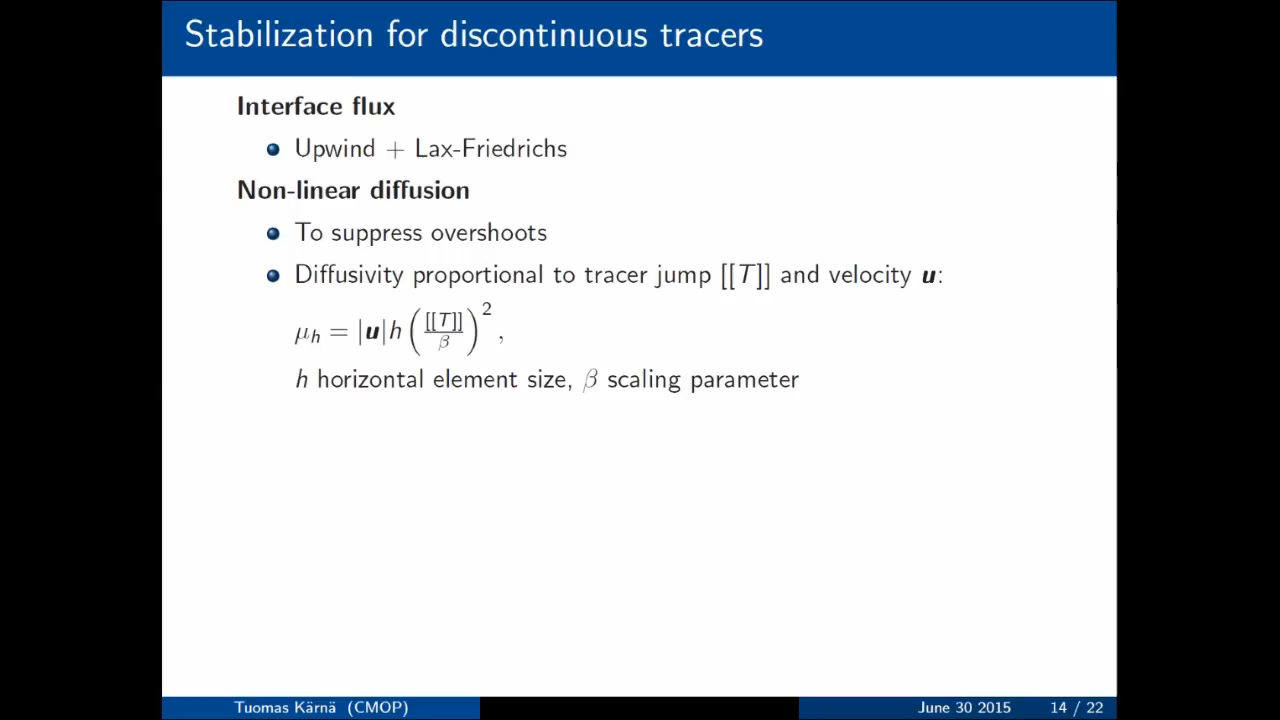 Stabilization for discontinuous tracers
Interface flux
Upwind + Lax-Friedrichs
Non-linear diffusion
To suppress overshoots
Diffusivity proportional to tracer jump [[T]] and velocity u:
μ_h = |u|h ([[T]]/β)^2,
h horizontal element size, β scaling parameter
Tuomas Kärnä (CMOP) June 30 2015 14 / 22